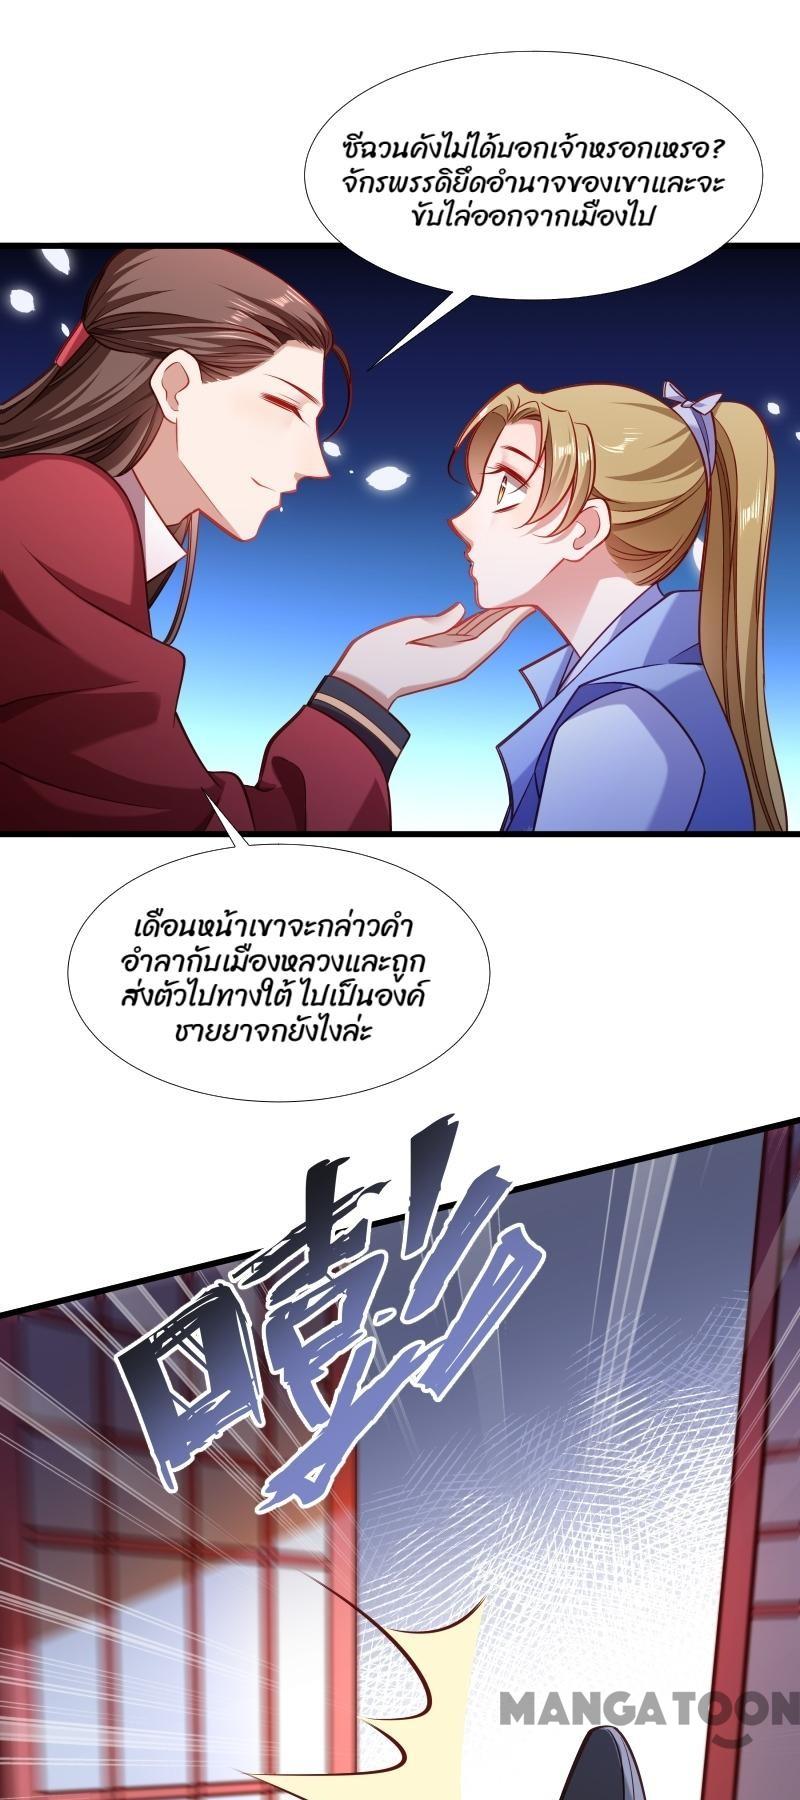 ซีฉวนคังไม่ได้บอกเจ้าหรอกเหรอ?
จักรพรรดิยึดอำนาจของเขาและจะ
ขับไล่ออกจากเมืองไป
เดือนหน้าเขาจะกล่าวคำ
อำลากับเมืองหลวงและถูก
ส่งตัวไปทางใต้ ไปเป็นองค์
ชายยาจกยังไงล่ะ
MANGATOON